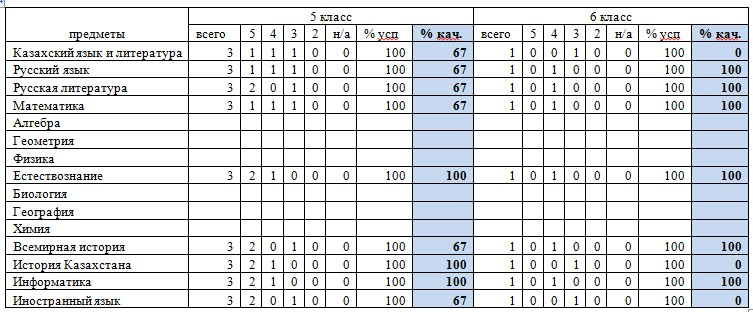 5 класс 6 класс
предметы всего 5 4 3 2 н/а % усп % кач. всего 5 4 3 2 н/а % усп % кач.
Казахский язык и литература 3 1 1 1 0 0 100 67 1 0 0 1 0 0 100 0
Русский язык 3 1 1 1 0 0 100 67 1 0 1 0 0 0 100 100
Русская литература 3 2 0 1 0 0 100 67 1 0 1 0 0 0 100 100
Математика 3 1 1 1 0 0 100 67 1 0 1 0 0 0 100 100
Алгебра
Геометрия
Физика
Естествознание 3 2 1 0 0 0 100 100 1 0 1 0 0 0 100 100
Биология
География
Химия
Всемирная история 3 2 0 1 0 0 100 67 1 0 1 0 0 0 100 100
История Казахстана 3 2 1 0 0 0 100 100 1 0 0 1 0 0 100 0
Информатика 3 2 1 0 0 0 100 100 1 0 1 0 0 0 100 100
Иностранный язык 3 2 0 1 0 0 100 67 1 0 0 1 0 0 100 0